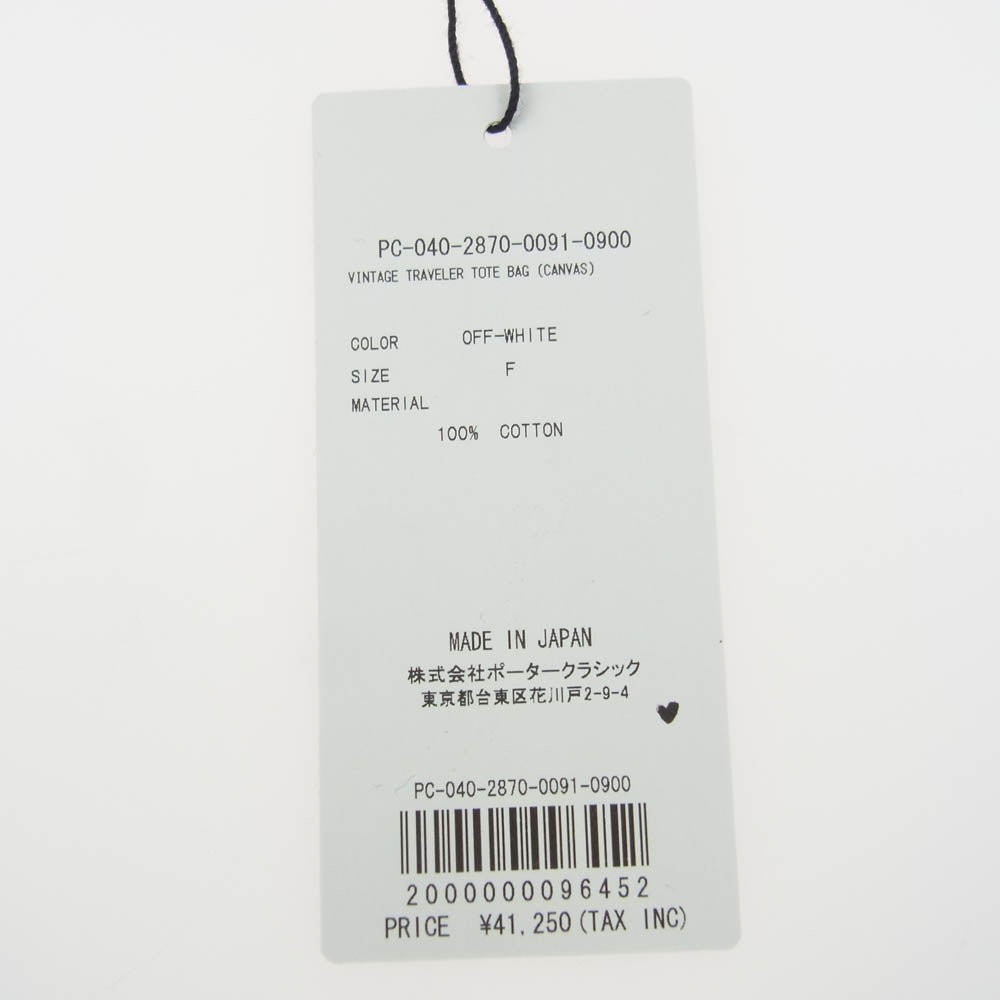 PC-040-2870-0091-0900
VINTAGE TRAVELER TOTE BAG (CANVAS)
COLOR OFF-WHITE
SIZE F
MATERIAL
100% COTTON
MADE IN JAPAN
株式会社ポータークラシック
東京都台東区花川戸2-9-4
PC-040-2870-0091-0900
2000000096452
PRICE ¥41,250(TAX INC)